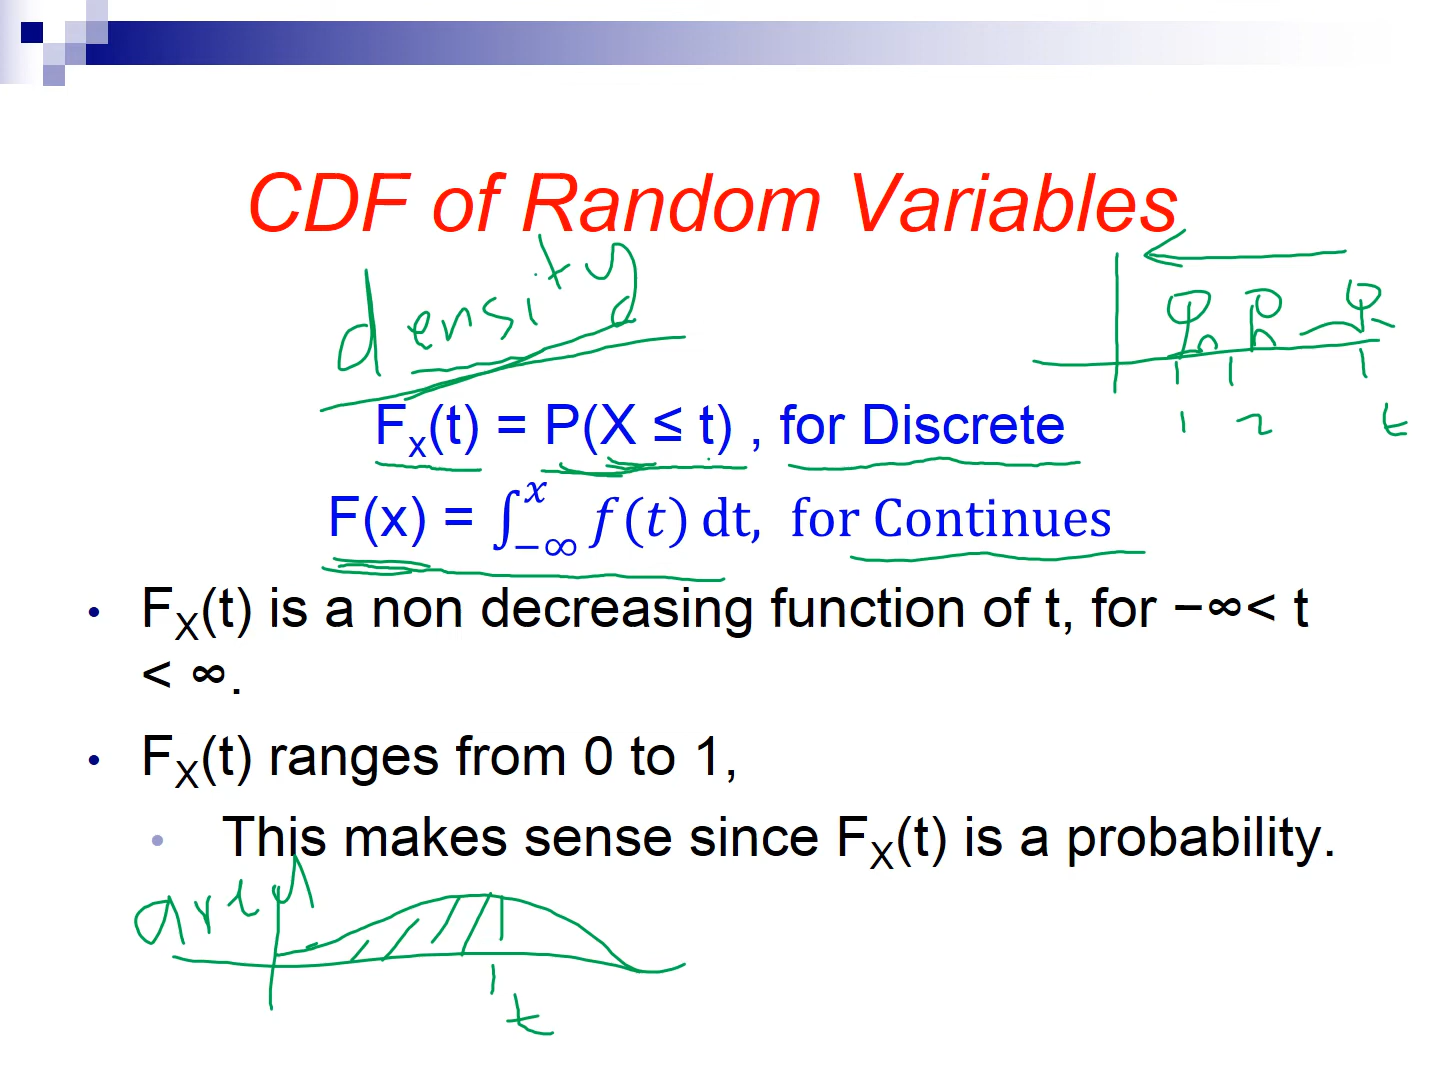 CDF of Random Variables
density
1 2 t
Fx(t) = P(X ≤ t) , for Discrete
F(x) = ∫_{−∞}^{x} f(t) dt, for Continues
• FX(t) is a non decreasing function of t, for −∞< t
< ∞.
• FX(t) ranges from 0 to 1,
• This makes sense since FX(t) is a probability.
area
t